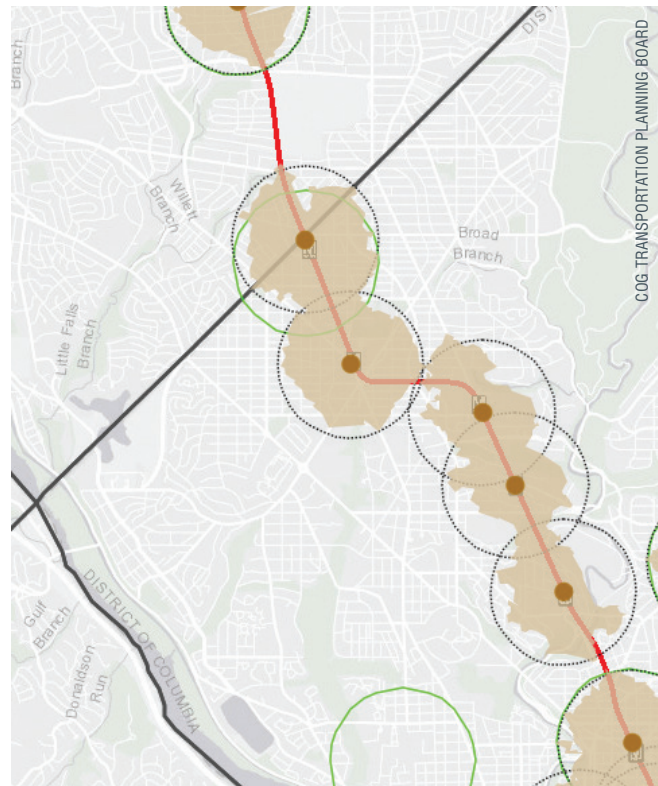 Branch
DIST
COG TRANSPORTATION PLANNING BOARD
Willett
Branch
Broad
Branch
Little Falls
Branch
DISTRICT OF COLUMBIA
Gulf
Branch
Donaldson
Run